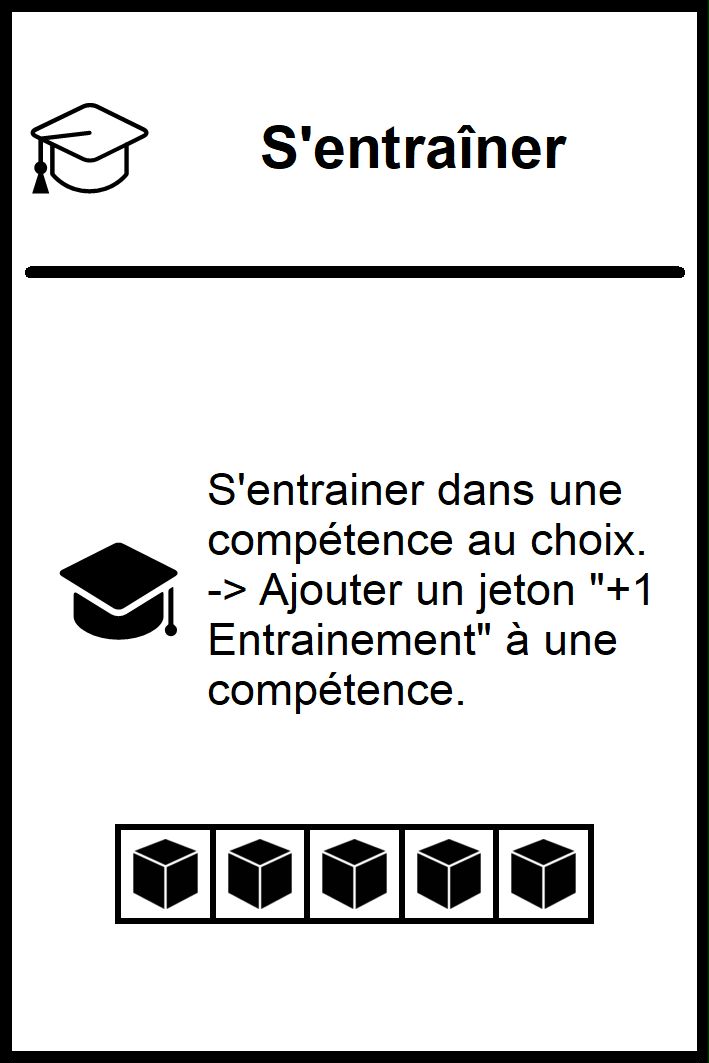 S'entraîner
S'entrainer dans une
compétence au choix.
-> Ajouter un jeton "+1
Entrainement" à une
compétence.